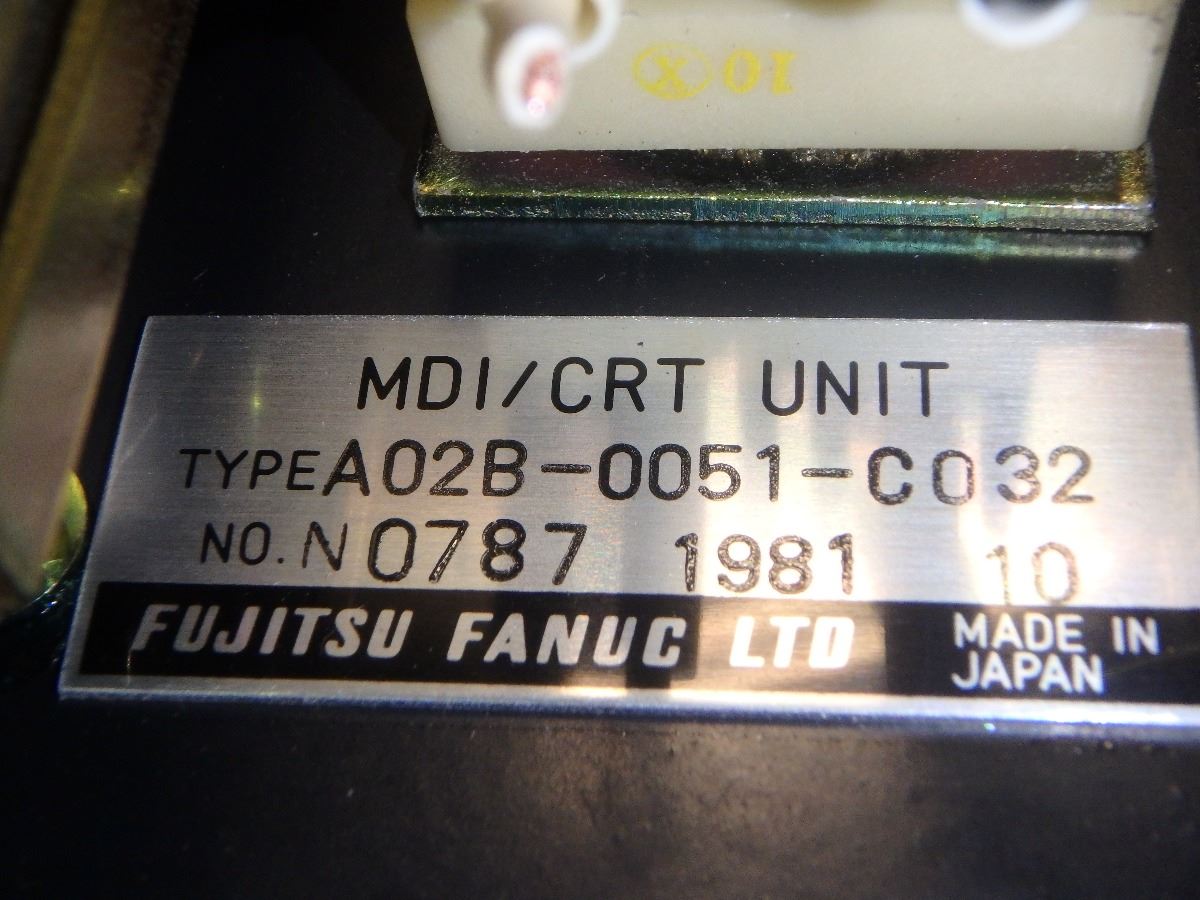 X 10
MDI/CRT UNIT
TYPE A02B-0051-C032
NO. N0787 1981 10
FUJITSU FANUC LTD MADE IN
JAPAN